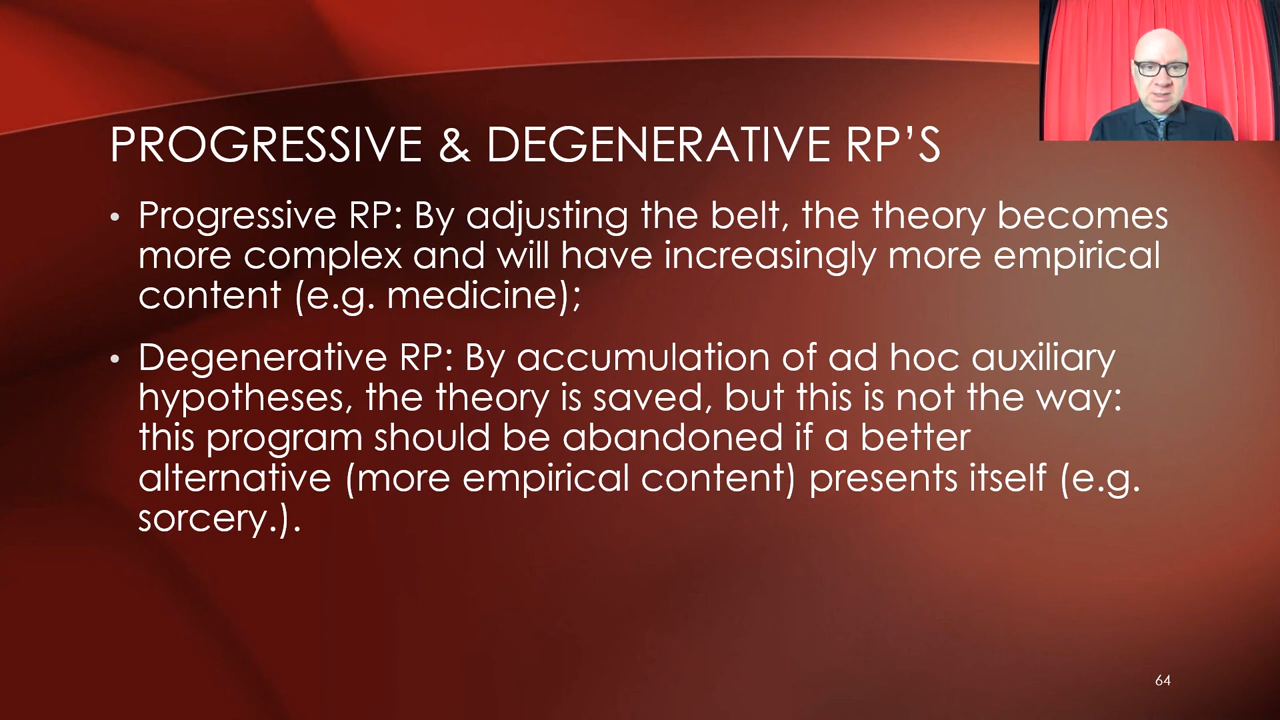 PROGRESSIVE & DEGENERATIVE RP’S
• Progressive RP: By adjusting the belt, the theory becomes
more complex and will have increasingly more empirical
content (e.g. medicine);
• Degenerative RP: By accumulation of ad hoc auxiliary
hypotheses, the theory is saved, but this is not the way:
this program should be abandoned if a better
alternative (more empirical content) presents itself (e.g.
sorcery.).
64